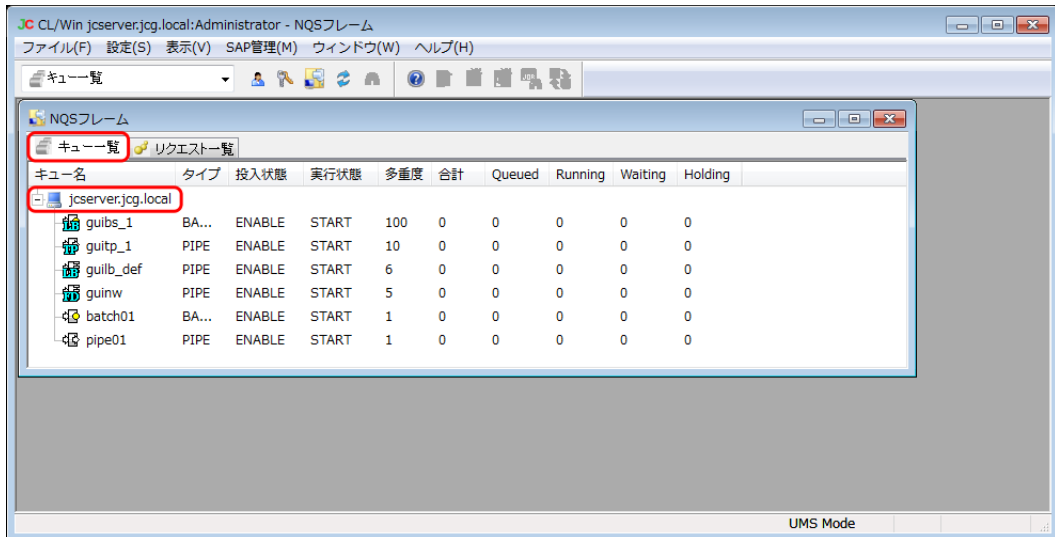 JC CL/Win jcserver.jcg.local:Administrator - NQSフレーム
ファイル(F) 設定(S) 表示(V) SAP管理(M) ウィンドウ(W) ヘルプ(H)
キュー一覧
NQSフレーム
キュー一覧 リクエスト一覧
キュー名 タイプ 投入状態 実行状態 多重度 合計 Queued Running Waiting Holding
jcserver.jcg.local
guibs_1 BA... ENABLE START 100 0 0 0 0 0
guitp_1 PIPE ENABLE START 10 0 0 0 0 0
guilb_def PIPE ENABLE START 6 0 0 0 0 0
guinw PIPE ENABLE START 5 0 0 0 0 0
batch01 BA... ENABLE START 1 0 0 0 0 0
pipe01 PIPE ENABLE START 1 0 0 0 0 0
UMS Mode